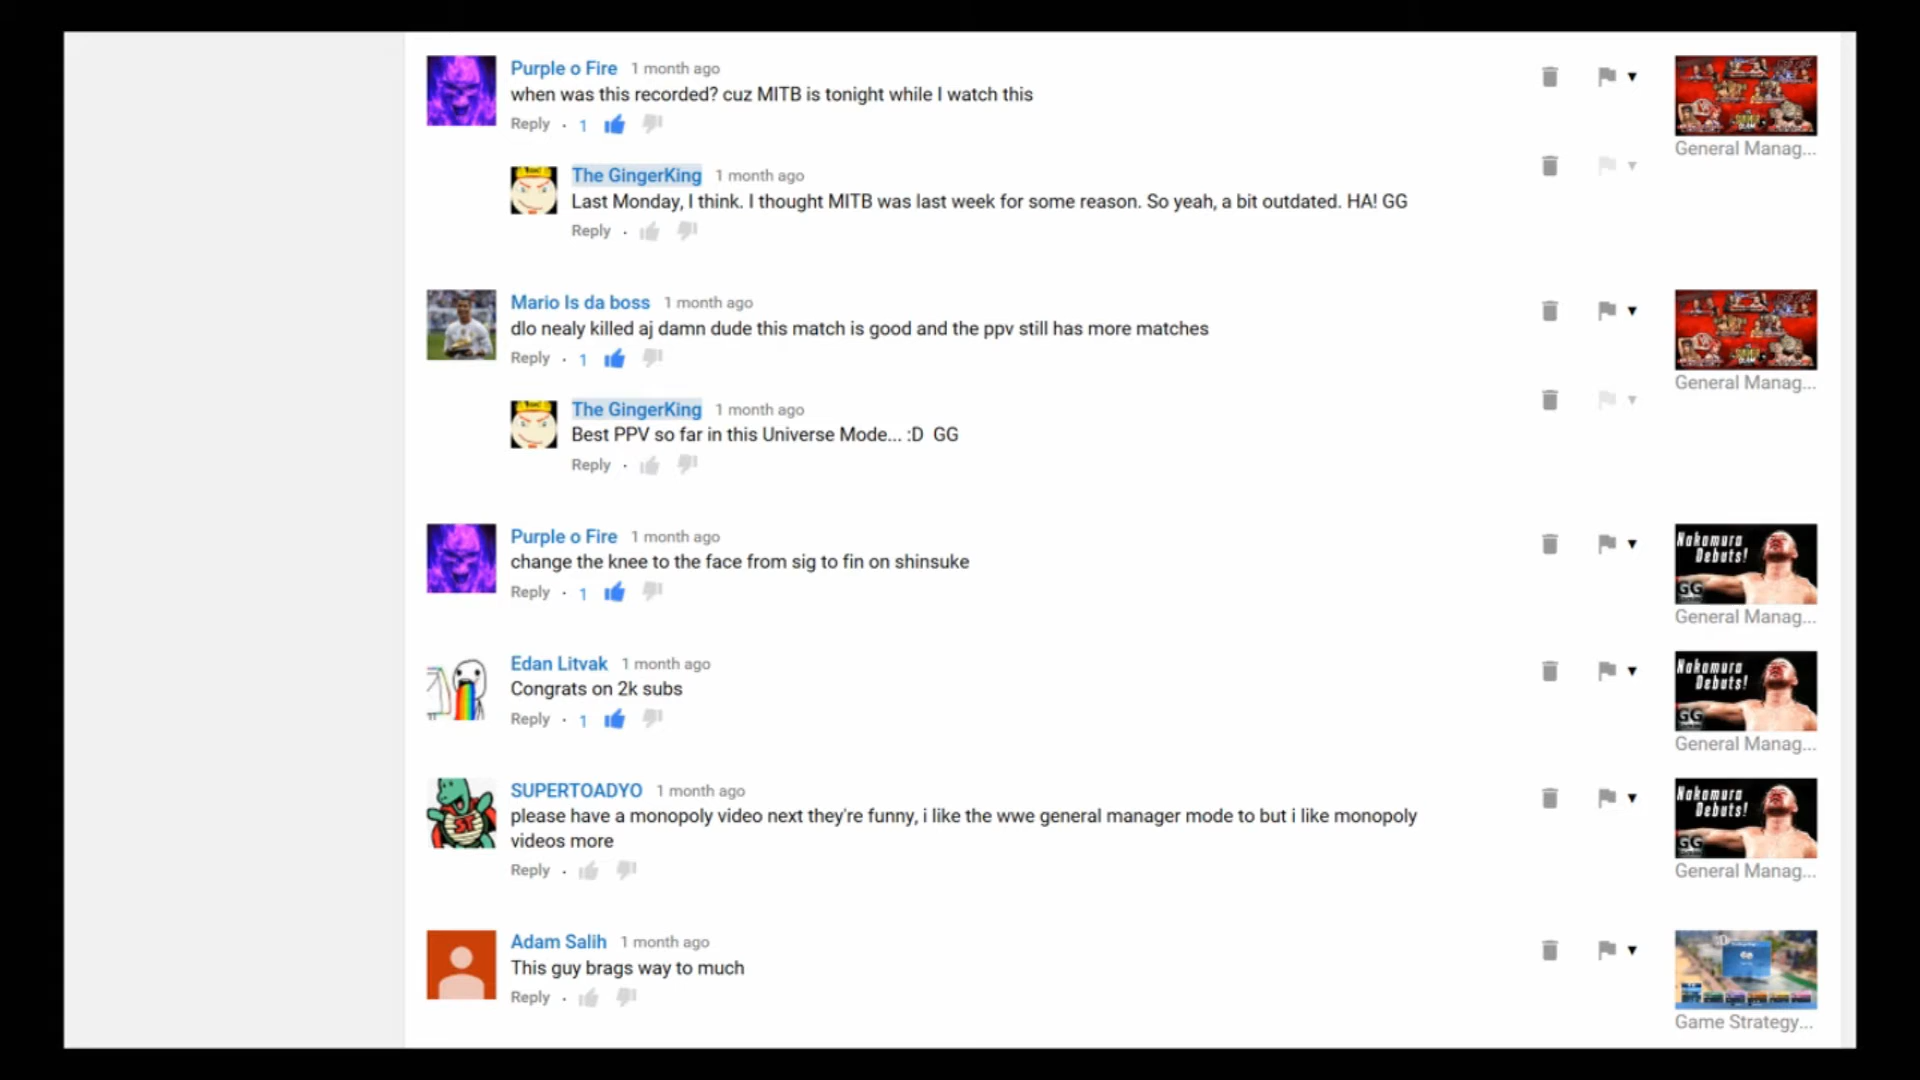 Purple o Fire 1 month ago
when was this recorded? cuz MITB is tonight while I watch this
Reply · 1
General Manag...
The GingerKing 1 month ago
Last Monday, I think. I thought MITB was last week for some reason. So yeah, a bit outdated. HA! GG
Reply ·
Mario Is da boss 1 month ago
dlo nealy killed aj damn dude this match is good and the ppv still has more matches
Reply · 1
General Manag...
The GingerKing 1 month ago
Best PPV so far in this Universe Mode... :D GG
Reply ·
Purple o Fire 1 month ago
change the knee to the face from sig to fin on shinsuke
Reply · 1
Nakamura
Debuts!
GG
General Manag...
Edan Litvak 1 month ago
Congrats on 2k subs
Reply · 1
Nakamura
Debuts!
GG
General Manag...
SUPERTOADYO 1 month ago
please have a monopoly video next they're funny, i like the wwe general manager mode to but i like monopoly
videos more
Reply ·
ST
Nakamura
Debuts!
GG
General Manag...
Adam Salih 1 month ago
This guy brags way to much
Reply ·
Game Strategy...